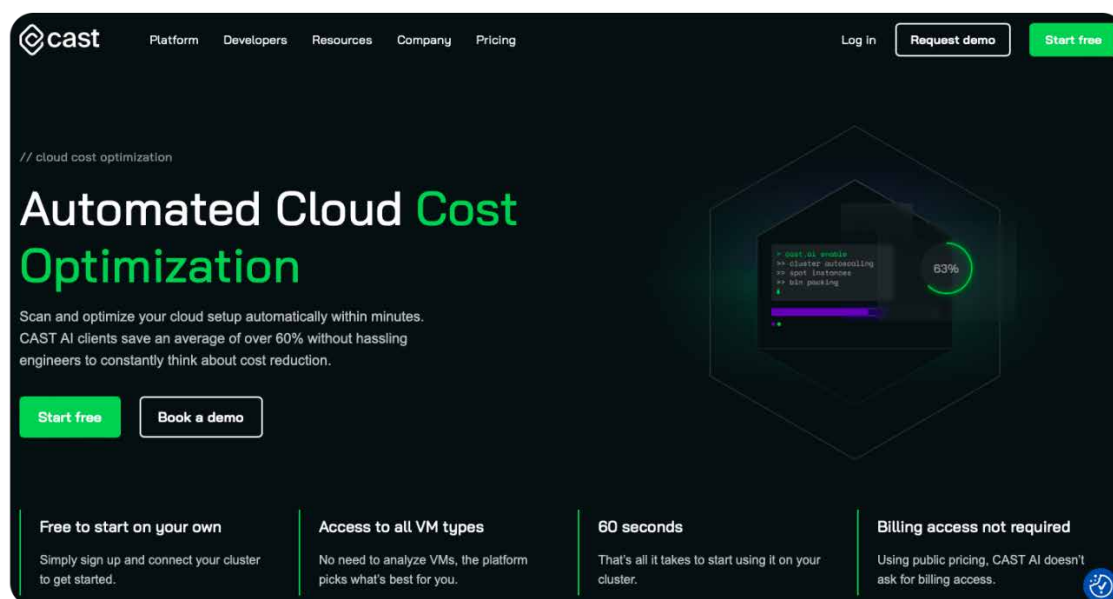 cast
Platform
Developers
Resources
Company
Pricing
Log in
Request demo
Start free
// cloud cost optimization
Automated Cloud Cost
Optimization
Scan and optimize your cloud setup automatically within minutes.
CAST AI clients save an average of over 60% without hassling
engineers to constantly think about cost reduction.
Start free
Book a demo
> Cast.ai enable
>> cluster autoscaling
>> spot instances
>> bin packing
63%
Free to start on your own
Simply sign up and connect your cluster
to get started.
Access to all VM types
No need to analyze VMs, the platform
picks what's best for you.
60 seconds
That's all it takes to start using it on your
cluster.
Billing access not required
Using public pricing, CAST AI doesn't
ask for billing access.